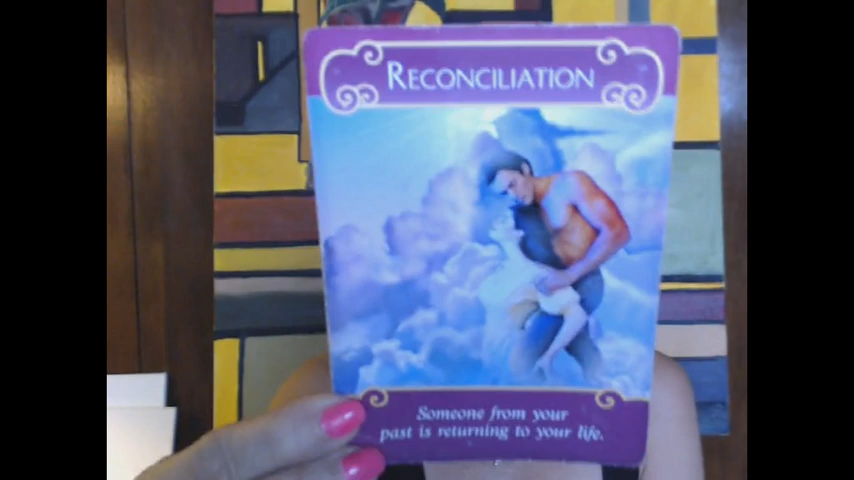 RECONCILIATION
Someone from your
past is returning to your life.